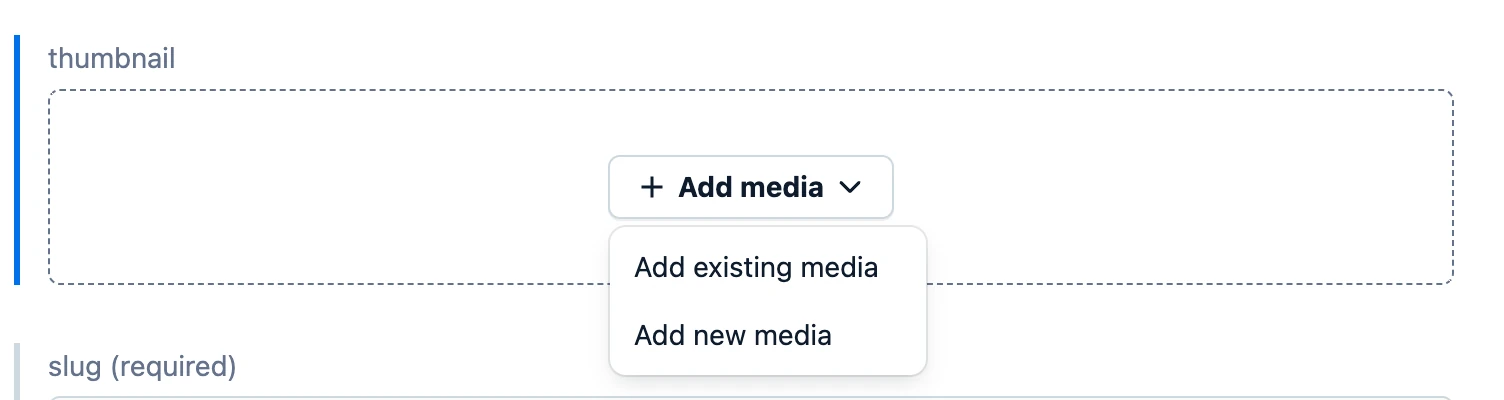 thumbnail
Add media
Add existing media
Add new media
slug (required)